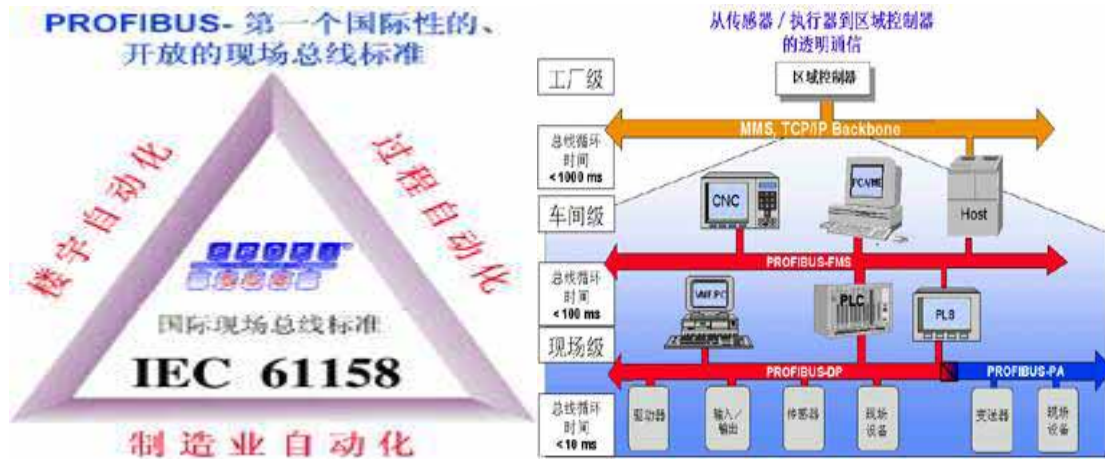 PROFIBUS- 第一个国际性的、
开放的现场总线标准
楼宇自动化
过程自动化
PROFI
BUS
国际现场总线标准
IEC 61158
制造业自动化
从传感器 / 执行器到区域控制器
的透明通信
工厂级
区域控制器
MMS, TCP/IP Backbone
总线循环
时间
<1000 ms
CNC
Host
车间级
PROFIBUS-FMS
总线循环
时间
<100 ms
PLC
现场级
PROFIBUS-DP
PROFIBUS-PA
总线循环
时间
<10 ms
驱动器
输入/
输出
传感器
现场
设备
变送器
现场
设备